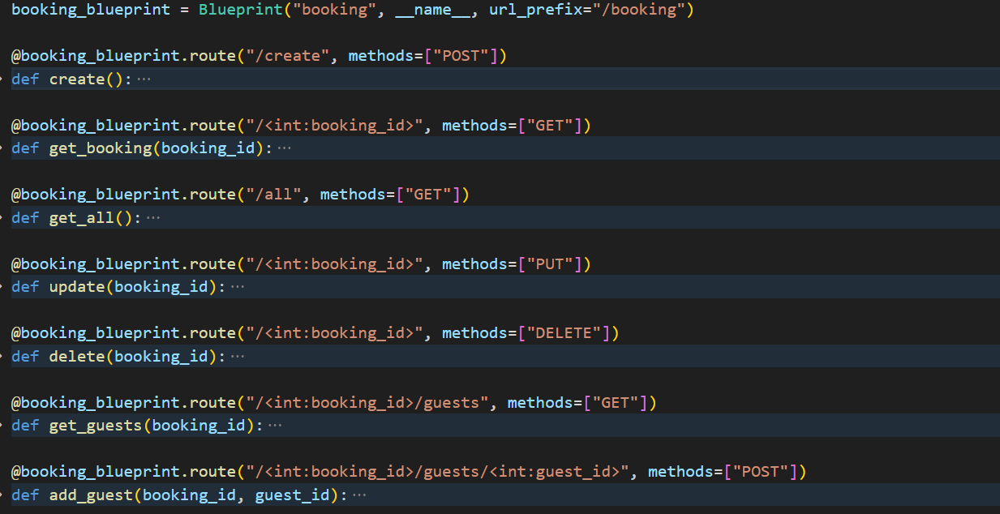 booking_blueprint = Blueprint("booking", __name__, url_prefix="/booking")
@booking_blueprint.route("/create", methods=["POST"])
def create(): ···
@booking_blueprint.route("/<int:booking_id>", methods=["GET"])
def get_booking(booking_id): ···
@booking_blueprint.route("/all", methods=["GET"])
def get_all(): ···
@booking_blueprint.route("/<int:booking_id>", methods=["PUT"])
def update(booking_id): ···
@booking_blueprint.route("/<int:booking_id>", methods=["DELETE"])
def delete(booking_id): ···
@booking_blueprint.route("/<int:booking_id>/guests", methods=["GET"])
def get_guests(booking_id): ···
@booking_blueprint.route("/<int:booking_id>/guests/<int:guest_id>", methods=["POST"])
def add_guest(booking_id, guest_id): ···